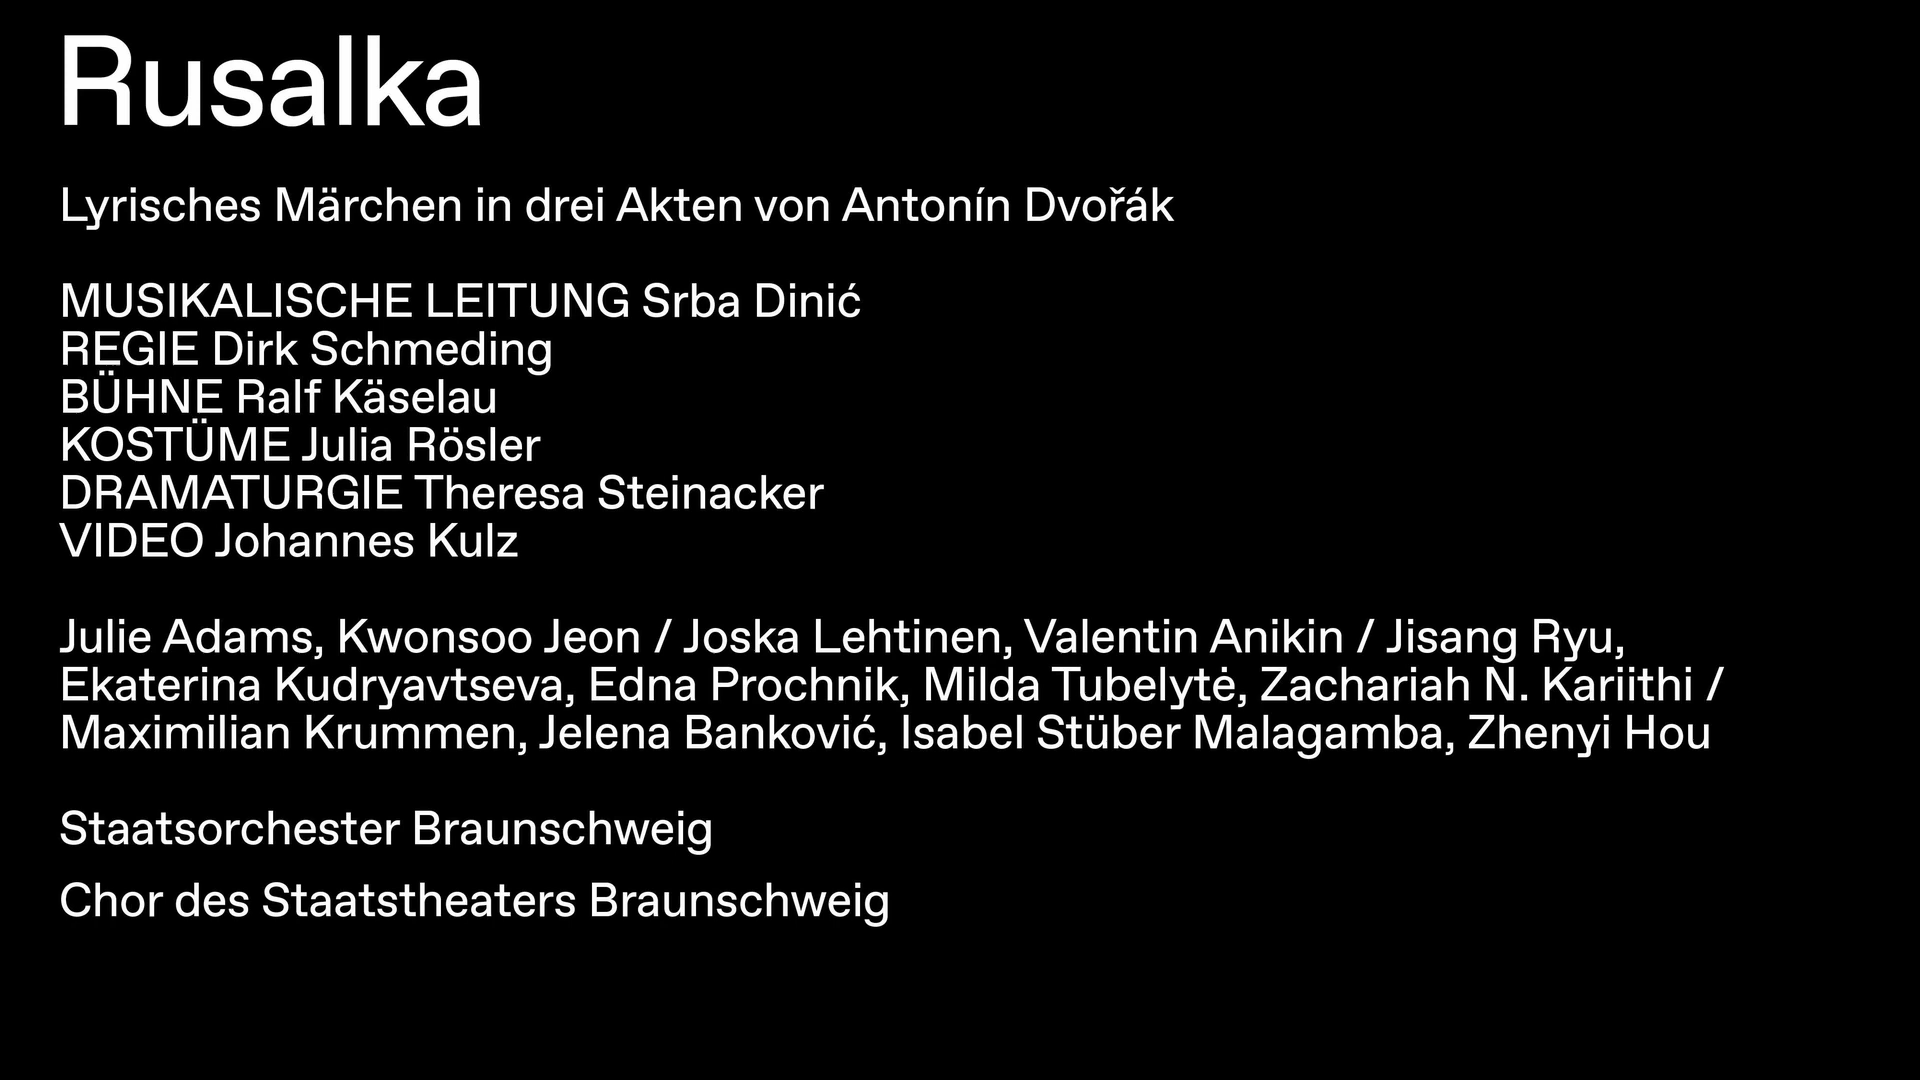 Rusalka
Lyrisches Märchen in drei Akten von Antonín Dvořák
MUSIKALISCHE LEITUNG Srba Dinić
REGIE Dirk Schmeding
BÜHNE Ralf Käselau
KOSTÜME Julia Rösler
DRAMATURGIE Theresa Steinacker
VIDEO Johannes Kulz
Julie Adams, Kwonsoo Jeon / Joska Lehtinen, Valentin Anikin / Jisang Ryu,
Ekaterina Kudryavtseva, Edna Prochnik, Milda Tubelytė, Zachariah N. Kariithi /
Maximilian Krummen, Jelena Banković, Isabel Stüber Malagamba, Zhenyi Hou
Staatsorchester Braunschweig
Chor des Staatstheaters Braunschweig